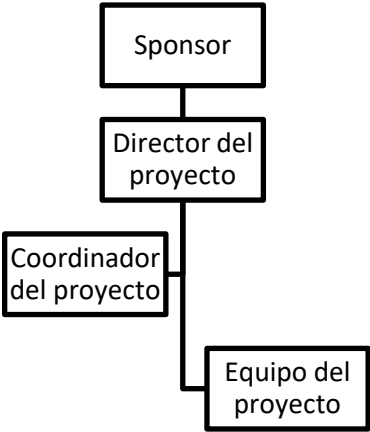 Sponsor
Director del
proyecto
Coordinador
del proyecto
Equipo del
proyecto